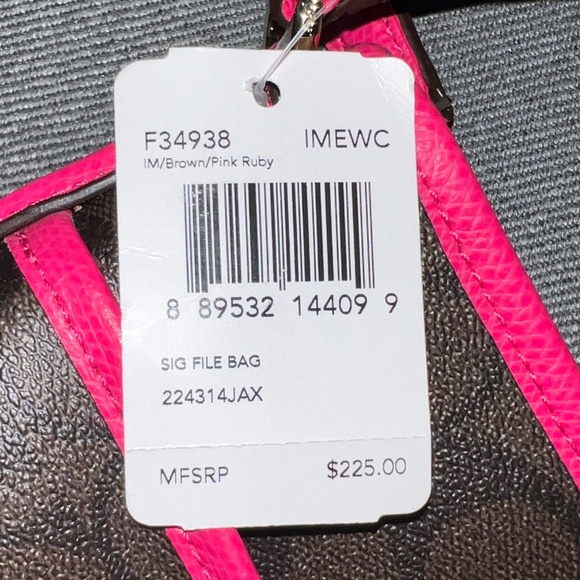 F34938 IMEWC
IM/Brown/Pink Ruby
8 89532 14409 9
SIG FILE BAG
224314JAX
MFSRP $225.00